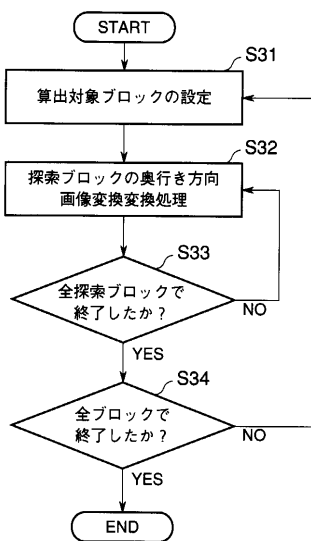 START
S31
算出対象ブロックの設定
S32
探索ブロックの奥行き方向
画像変換変換処理
S33
全探索ブロックで
終了したか？
NO
YES
S34
全ブロックで
終了したか？
NO
YES
END